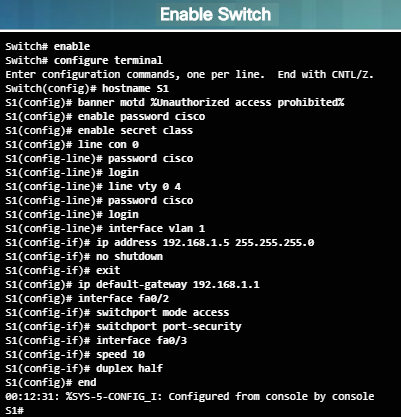 Enable Switch
Switch# enable
Switch# configure terminal
Enter configuration commands, one per line.  End with CNTL/Z.
Switch(config)# hostname S1
S1(config)# banner motd %Unauthorized access prohibited%
S1(config)# enable password cisco
S1(config)# enable secret class
S1(config)# line con 0
S1(config-line)# password cisco
S1(config-line)# login
S1(config-line)# line vty 0 4
S1(config-line)# password cisco
S1(config-line)# login
S1(config-line)# interface vlan 1
S1(config-if)# ip address 192.168.1.5 255.255.255.0
S1(config-if)# no shutdown
S1(config-if)# exit
S1(config)# ip default-gateway 192.168.1.1
S1(config)# interface fa0/2
S1(config-if)# switchport mode access
S1(config-if)# switchport port-security
S1(config-if)# interface fa0/3
S1(config-if)# speed 10
S1(config-if)# duplex half
S1(config)# end
00:12:31: %SYS-5-CONFIG_I: Configured from console by console
S1#